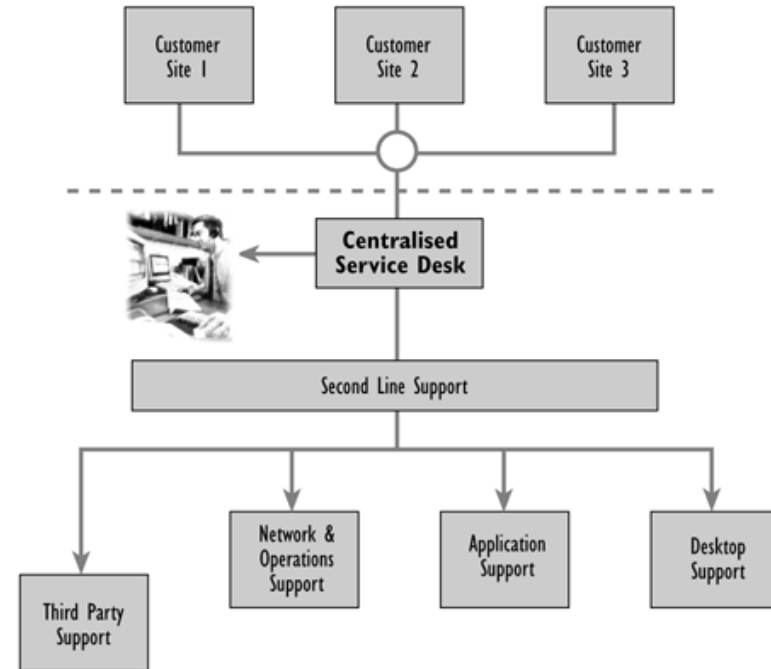 Customer
Site 1
Customer
Site 2
Customer
Site 3
Centralised
Service Desk
Second Line Support
Network &
Operations
Support
Application
Support
Desktop
Support
Third Party
Support